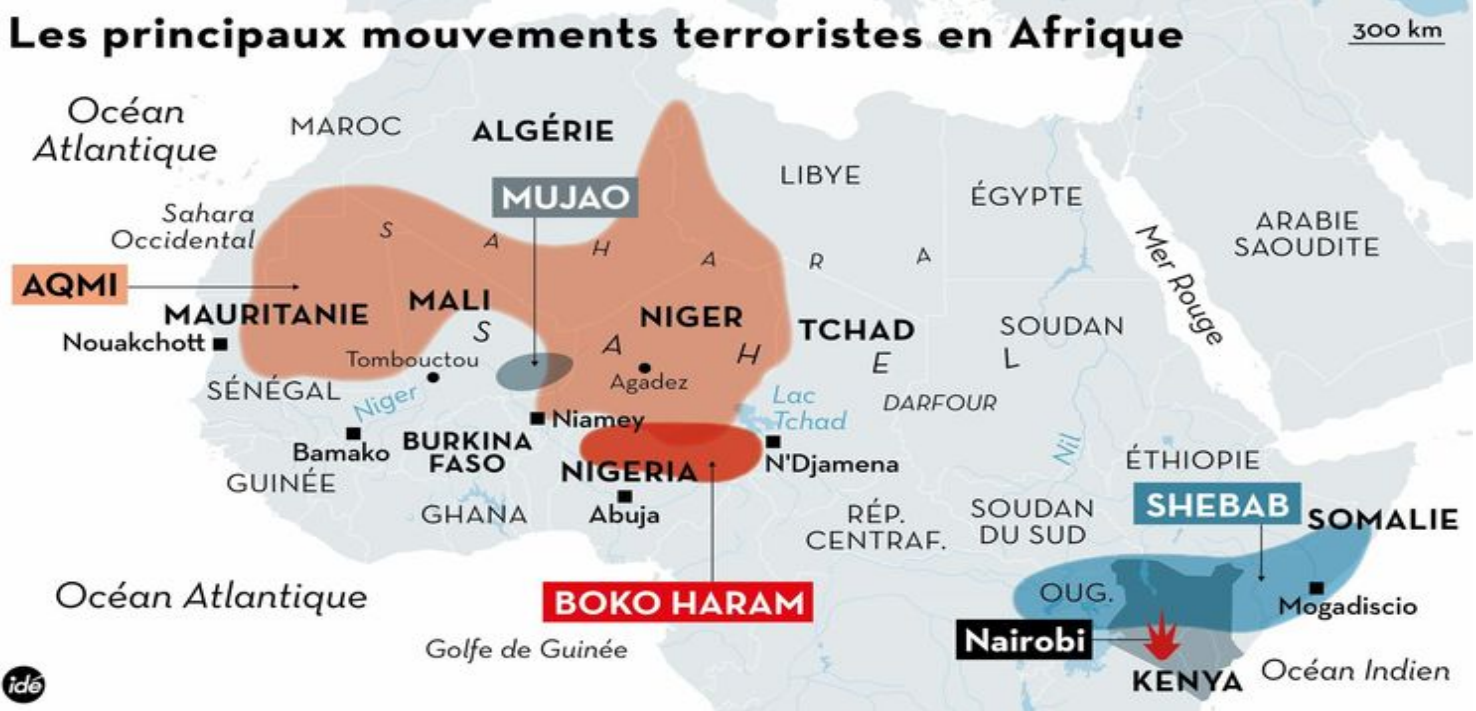 Les principaux mouvements terroristes en Afrique
300 km
Océan
Atlantique
MAROC
ALGÉRIE
LIBYE
ÉGYPTE
ARABIE
SAOUDITE
MUJAO
Sahara
Occidental
S A H A R A
Mer Rouge
AQMI
MAURITANIE
MALI
NIGER
TCHAD
SOUDAN
Nouakchott
S A H E L
Tombouctou
Agadez
SÉNÉGAL
Niger
Lac
Tchad
DARFOUR
Niamey
Bamako
BURKINA
FASO
NIGERIA
N'Djamena
Nil
ÉTHIOPIE
GUINÉE
GHANA
Abuja
RÉP.
CENTRAF.
SOUDAN
DU SUD
SHEBAB
SOMALIE
Océan Atlantique
BOKO HARAM
OUG.
Mogadiscio
Golfe de Guinée
Nairobi
KENYA
Océan Indien
idé